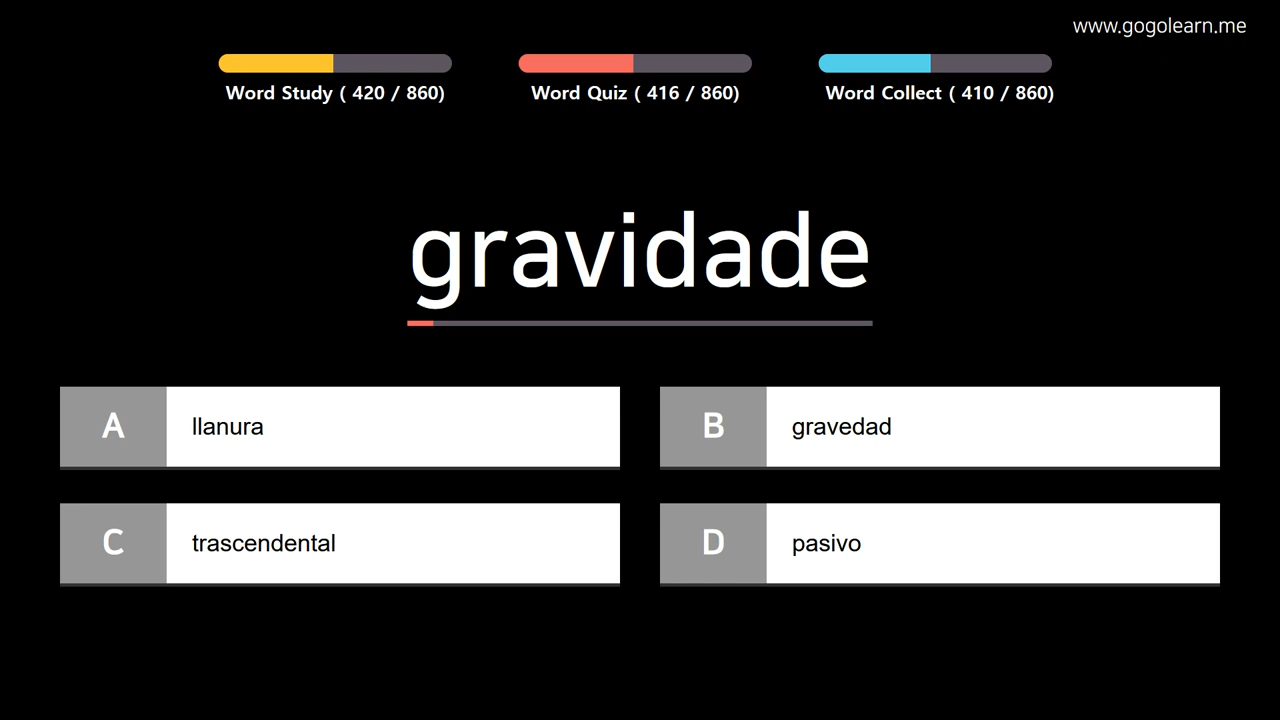 www.gogolearn.me
Word Study ( 420 / 860)
Word Quiz ( 416 / 860)
Word Collect ( 410 / 860)
gravidade
A llanura
B gravedad
C trascendental
D pasivo